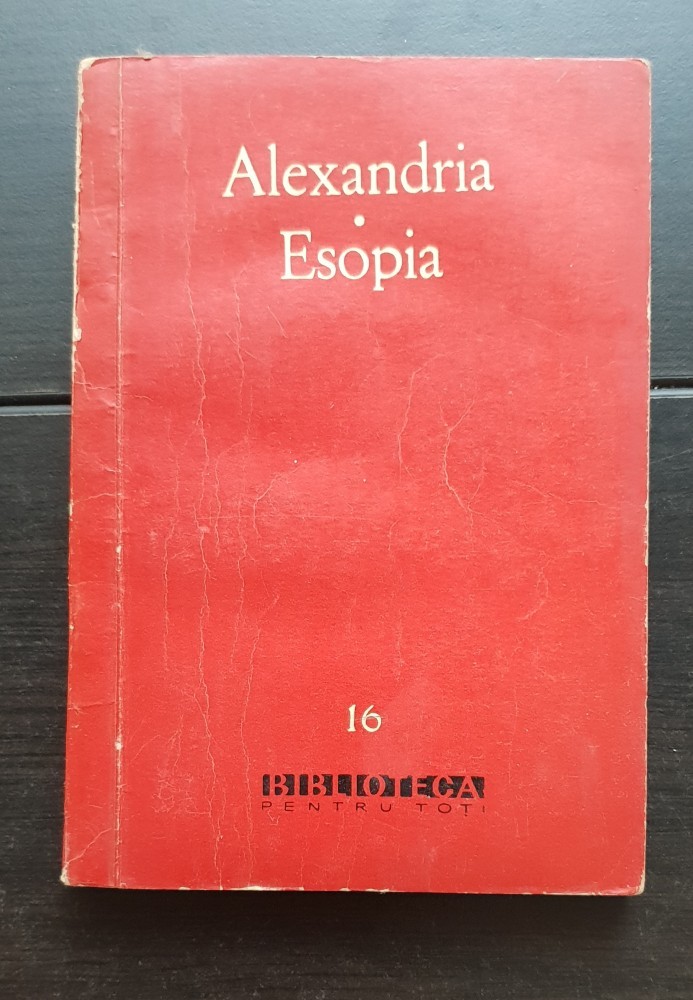 Alexandria
•
Esopia
16
BIBLIOTECA
PENTRU TOȚI